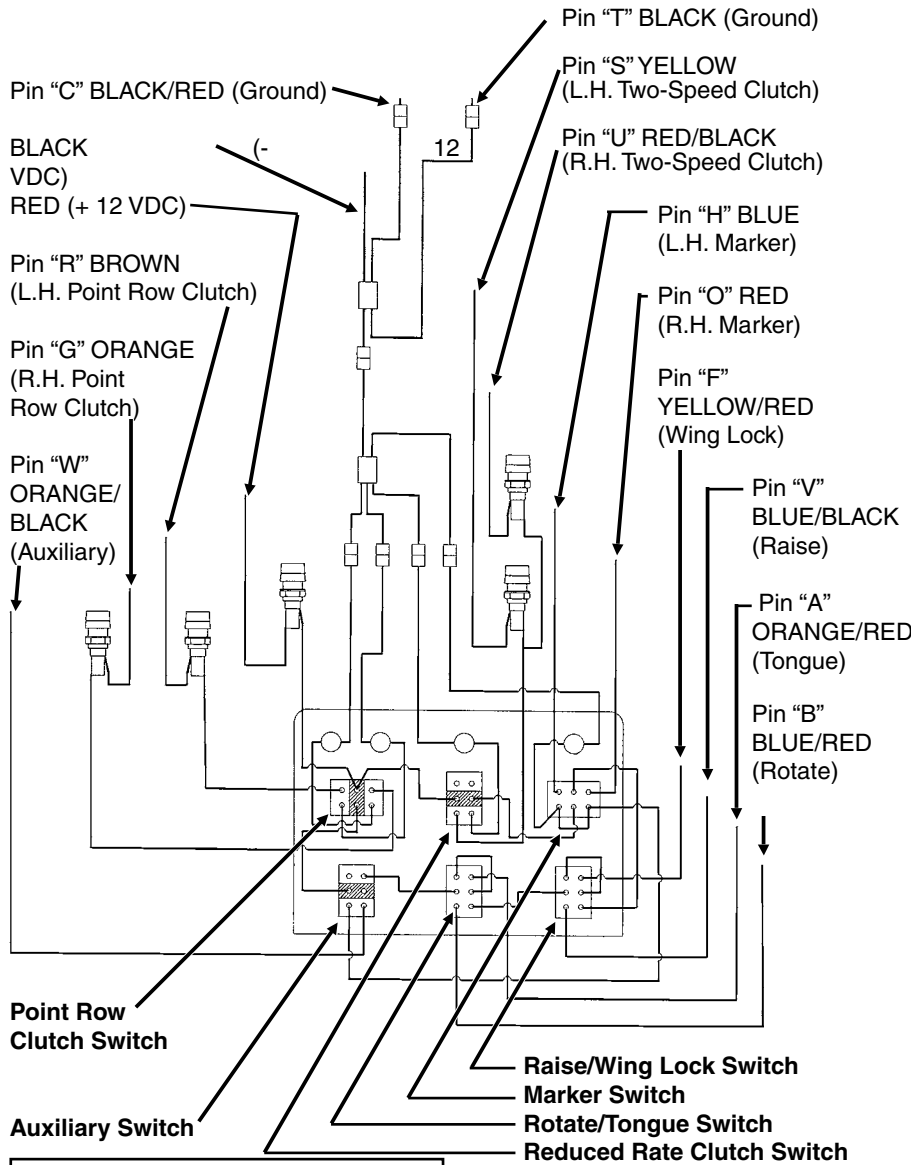 Pin “T” BLACK (Ground)
Pin “C” BLACK/RED (Ground)
Pin “S” YELLOW
(L.H. Two-Speed Clutch)
BLACK (- 12
VDC)
RED (+ 12 VDC)
Pin “U” RED/BLACK
(R.H. Two-Speed Clutch)
Pin “H” BLUE
(L.H. Marker)
Pin “R” BROWN
(L.H. Point Row Clutch)
Pin “O” RED
(R.H. Marker)
Pin “G” ORANGE
(R.H. Point
Row Clutch)
Pin “F”
YELLOW/RED
(Wing Lock)
Pin “W”
ORANGE/
BLACK
(Auxiliary)
Pin “V”
BLUE/BLACK
(Raise)
Pin “A”
ORANGE/RED
(Tongue)
Pin “B”
BLUE/RED
(Rotate)
Point Row
Clutch Switch
Auxiliary Switch
Raise/Wing Lock Switch
Marker Switch
Rotate/Tongue Switch
Reduced Rate Clutch Switch